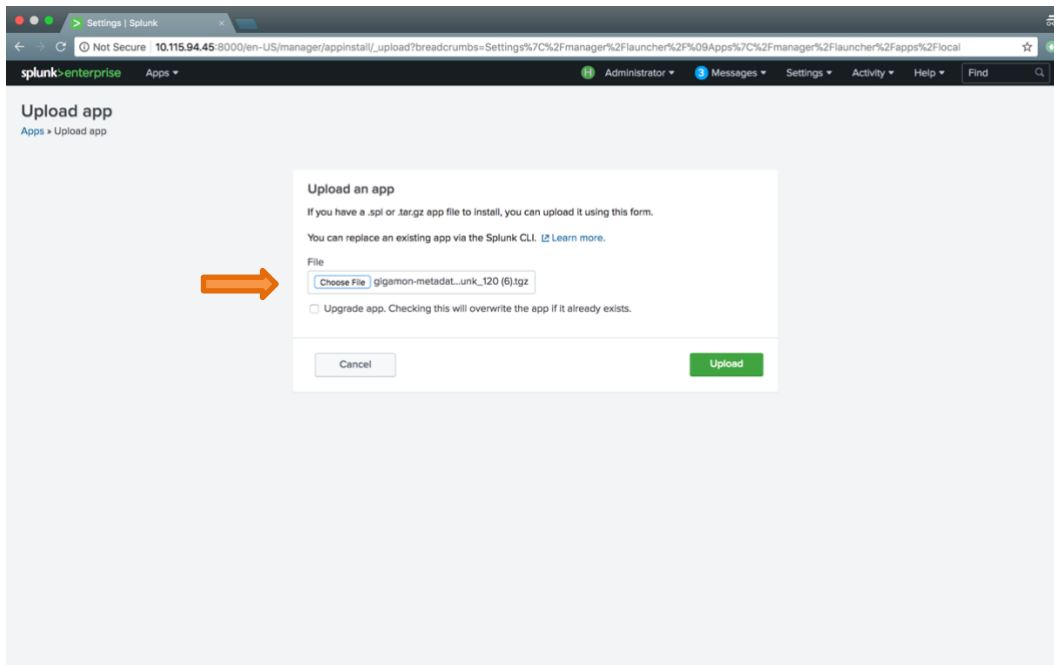 Settings | Splunk
Not Secure 10.115.94.45:8000/en-US/manager/appinstall/_upload?breadcrumbs=Settings%7C%2Fmanager%2Flauncher%2F%09Apps%7C%2Fmanager%2Flauncher%2Fapps%2Flocal
splunk>enterprise Apps H Administrator 3 Messages Settings Activity Help Find
Upload app
Apps » Upload app
Upload an app
If you have a .spl or .tar.gz app file to install, you can upload it using this form.
You can replace an existing app via the Splunk CLI. Learn more.
File
Choose File gigamon-metadat...unk_120 (6).tgz
Upgrade app. Checking this will overwrite the app if it already exists.
Cancel Upload